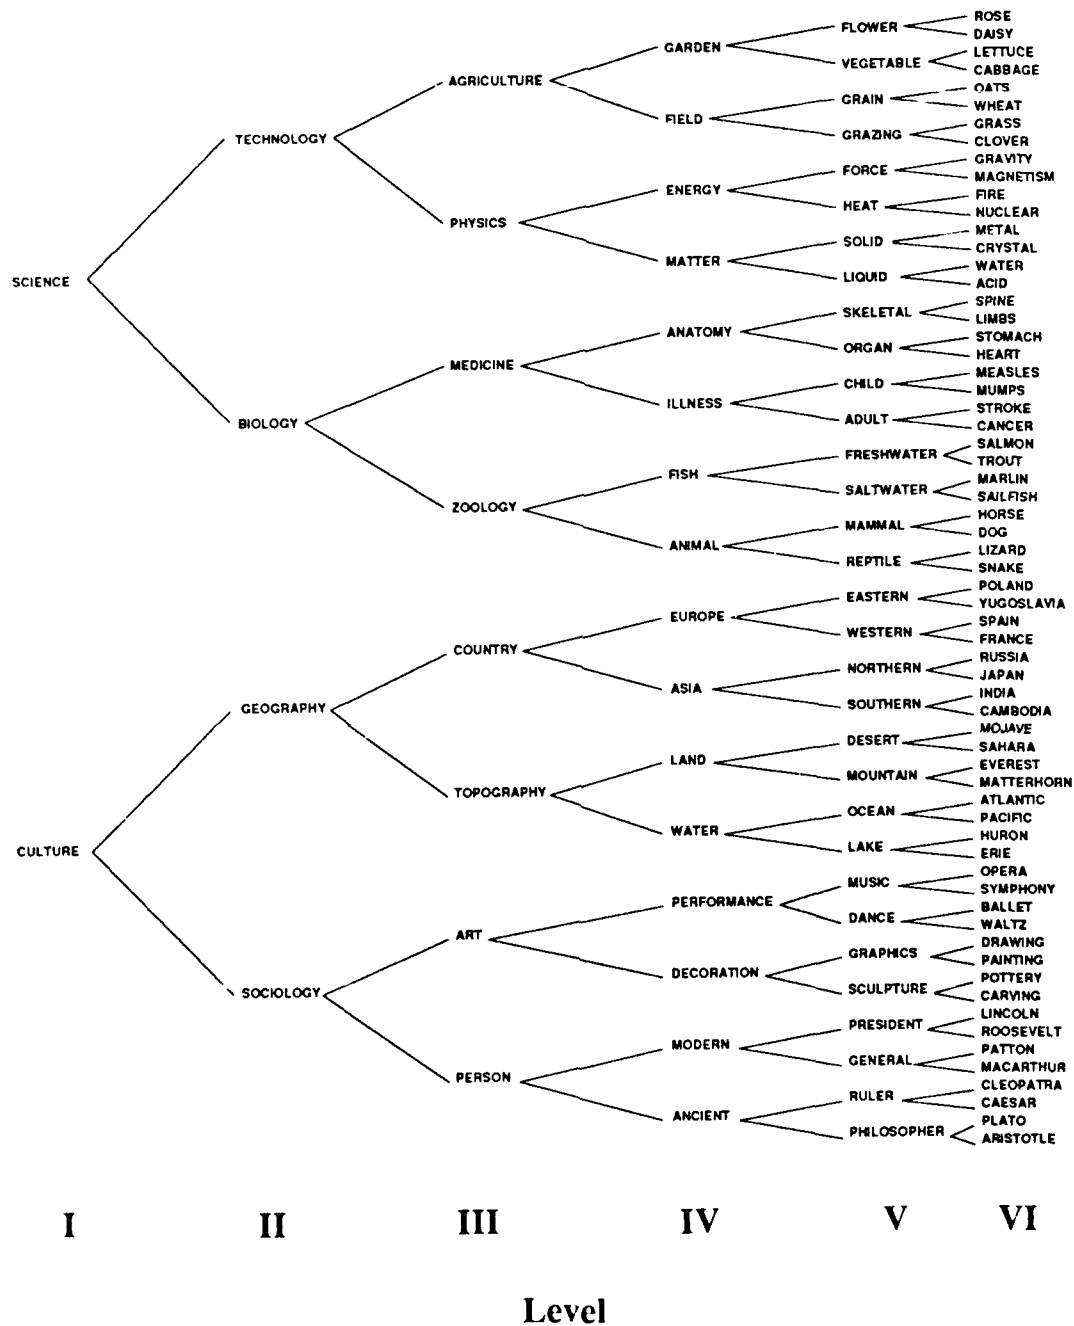 ROSE
FLOWER
DAISY
GARDEN
LETTUCE
VEGETABLE
CABBAGE
AGRICULTURE
OATS
GRAIN
WHEAT
FIELD
GRASS
GRAZING
CLOVER
TECHNOLOGY
GRAVITY
FORCE
MAGNETISM
ENERGY
FIRE
HEAT
NUCLEAR
PHYSICS
METAL
SOLID
CRYSTAL
MATTER
WATER
LIQUID
ACID
SCIENCE
SPINE
SKELETAL
LIMBS
ANATOMY
STOMACH
ORGAN
HEART
MEDICINE
MEASLES
CHILD
MUMPS
ILLNESS
STROKE
ADULT
CANCER
BIOLOGY
SALMON
FRESHWATER
TROUT
FISH
MARLIN
SALTWATER
SAILFISH
ZOOLOGY
HORSE
MAMMAL
DOG
ANIMAL
LIZARD
REPTILE
SNAKE
POLAND
EASTERN
YUGOSLAVIA
EUROPE
SPAIN
WESTERN
FRANCE
COUNTRY
RUSSIA
NORTHERN
JAPAN
ASIA
INDIA
SOUTHERN
CAMBODIA
GEOGRAPHY
MOJAVE
DESERT
SAHARA
LAND
EVEREST
MOUNTAIN
MATTERHORN
TOPOGRAPHY
ATLANTIC
OCEAN
PACIFIC
WATER
HURON
LAKE
ERIE
CULTURE
OPERA
MUSIC
SYMPHONY
PERFORMANCE
BALLET
DANCE
WALTZ
ART
DRAWING
GRAPHICS
PAINTING
DECORATION
POTTERY
SCULPTURE
CARVING
SOCIOLOGY
LINCOLN
PRESIDENT
ROOSEVELT
MODERN
PATTON
GENERAL
MACARTHUR
PERSON
CLEOPATRA
RULER
CAESAR
ANCIENT
PLATO
PHILOSOPHER
ARISTOTLE
I II III IV V VI
Level